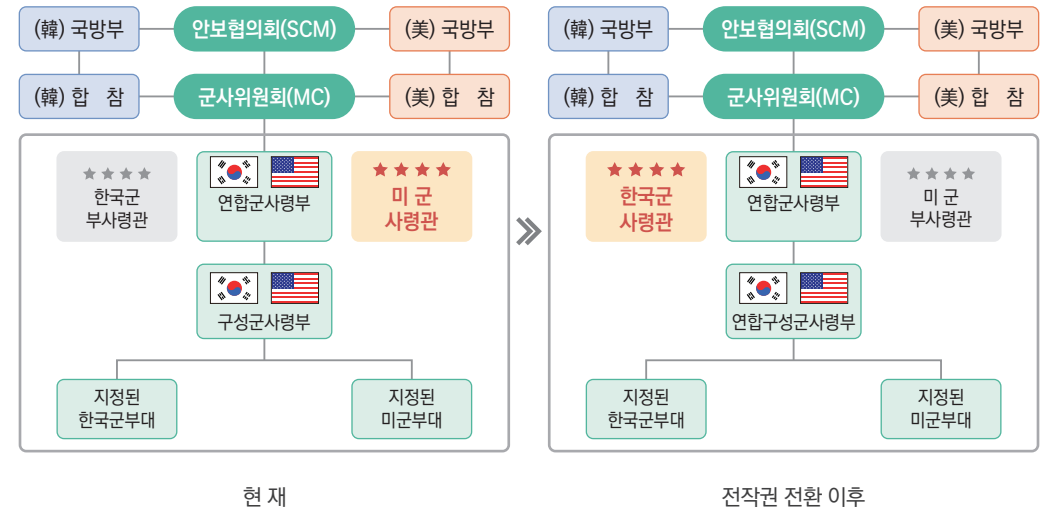 (韓) 국방부
안보협의회(SCM)
(美) 국방부
(韓) 합 참
군사위원회(MC)
(美) 합 참
한국군
부사령관
연합군사령부
미 군
사령관
구성군사령부
지정된
한국군부대
지정된
미군부대
현 재
(韓) 국방부
안보협의회(SCM)
(美) 국방부
(韓) 합 참
군사위원회(MC)
(美) 합 참
한국군
사령관
연합군사령부
미 군
부사령관
연합구성군사령부
지정된
한국군부대
지정된
미군부대
전작권 전환 이후